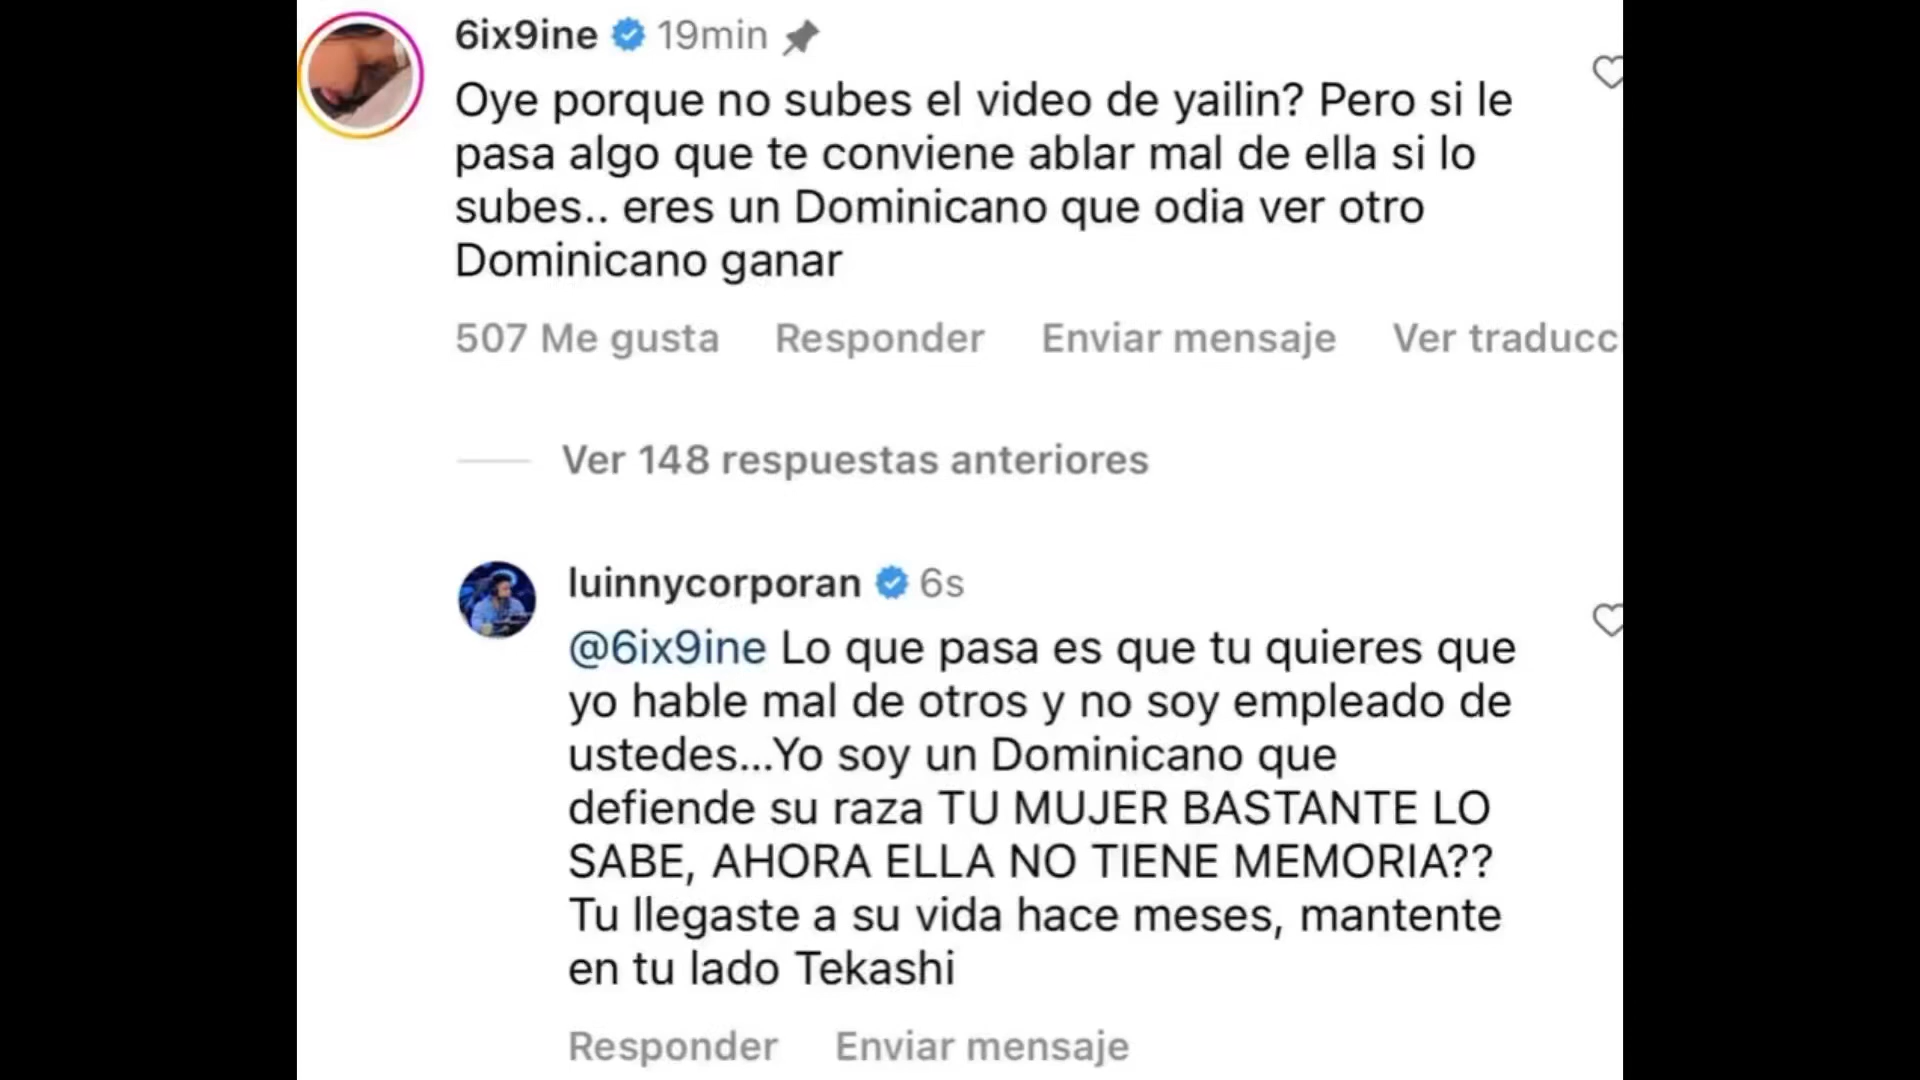 6ix9ine 19min
Oye porque no subes el video de yailin? Pero si le
pasa algo que te conviene ablar mal de ella si lo
subes.. eres un Dominicano que odia ver otro
Dominicano ganar
507 Me gusta Responder Enviar mensaje Ver traducc
Ver 148 respuestas anteriores
luinnycorporan 6s
@6ix9ine Lo que pasa es que tu quieres que
yo hable mal de otros y no soy empleado de
ustedes...Yo soy un Dominicano que
defiende su raza TU MUJER BASTANTE LO
SABE, AHORA ELLA NO TIENE MEMORIA??
Tu llegaste a su vida hace meses, mantente
en tu lado Tekashi
Responder Enviar mensaje